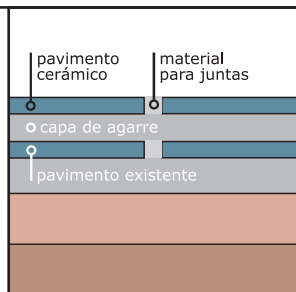 pavimento
cerámico
material
para juntas
capa de agarre
pavimento existente